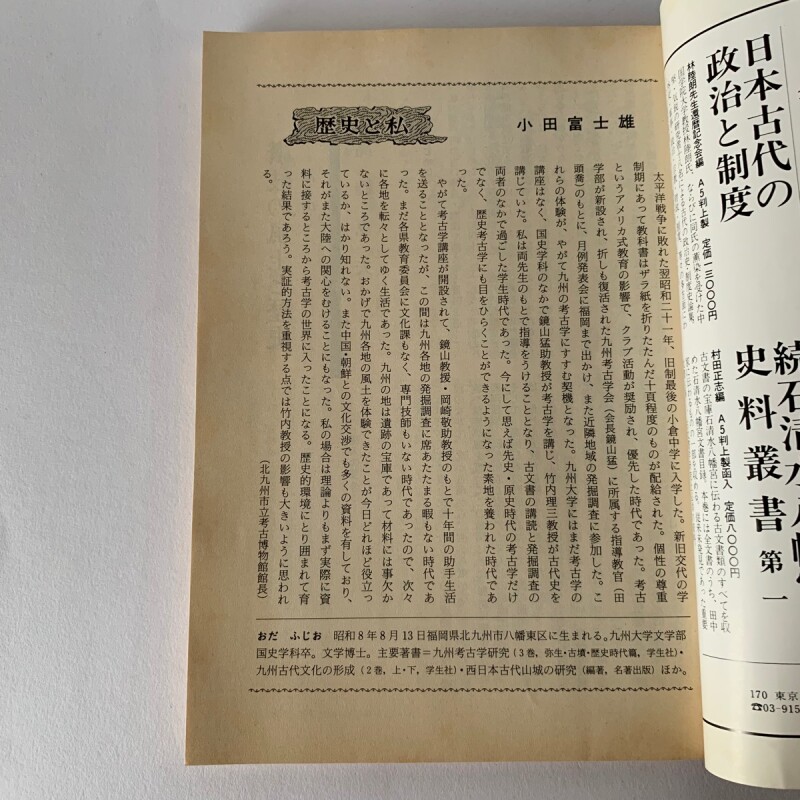 歴史と私
小田富士雄
太平洋戦争に敗れた翌昭和二十一年、旧制最後の小倉中学に入学した。新旧交代の学
制期にあって教科書はザラ紙を折りたたんだ十頁程度のものが配給された。個性の尊重
というアメリカ式教育の影響で、クラブ活動が奨励され、優先した時代であった。考古
学部が新設され、折しも復活された九州考古学会（会長鏡山猛）に所属する指導教官（田
頭喬）のもとに、月例発表会に福岡まで出かけ、また近隣地域の発掘調査に参加した。こ
れらの体験が、やがて九州の考古学にすすむ契機となった。九州大学にはまだ考古学の
講座はなく、国史学科のなかで鏡山猛助教授が考古学を講じ、竹内理三教授が古代史を
講じていた。私は両先生のもとで指導をうけることとなり、古文書の講読と発掘調査の
両者のなかで過ごした学生時代であった。今にして思えば先史・原史時代の考古学だけ
でなく、歴史考古学にも目をひらくことができるようになった素地を養われた時代であ
った。
やがて考古学講座が開設されて、鏡山教授・岡崎敬助教授のもとで十年間の助手生活
を送ることとなったが、この間は九州各地の発掘調査に席あたたまる暇もない時代であ
った。まだ各県教育委員会に文化課もなく、専門技師もいない時代であったので、次々
に各地を転々としてゆく生活であった。九州の地は遺跡の宝庫であって材料には事欠か
ないところであった。おかげで九州各地の風土を体験できたことが今日どれほど役立っ
ているか、はかり知れない。また中国・朝鮮との文化交渉でも多くの資料を有しており、
それがまた大陸への関心をむけることにもなった。私の場合は理論よりもまず実際に資
料に接するところから考古学の世界に入ったことになる。歴史的環境にとり囲まれて育
った結果であろう。実証的方法を重視する点では竹内教授の影響も大きいように思われ
る。
（北九州市立考古博物館館長）
おだ ふじお 昭和8年8月13日福岡県北九州市八幡東区に生まれる。九州大学文学部
国史学科卒。文学博士。主要著書＝九州考古学研究（3巻，弥生・古墳・歴史時代篇，学生社）・
九州古代文化の形成（2巻，上・下，学生社）・西日本古代山城の研究（編著，名著出版）ほか。
日本古代の
政治と制度
林陸朗先生還暦記念会編 A5判上製 定価一三〇〇〇円
史料叢書 第一
村田正志編 A5判上製函入 定価八〇〇〇円
古文書の宝庫石清水八幡宮に伝わる古文書類のすべてを収
170 東京
☎03-915